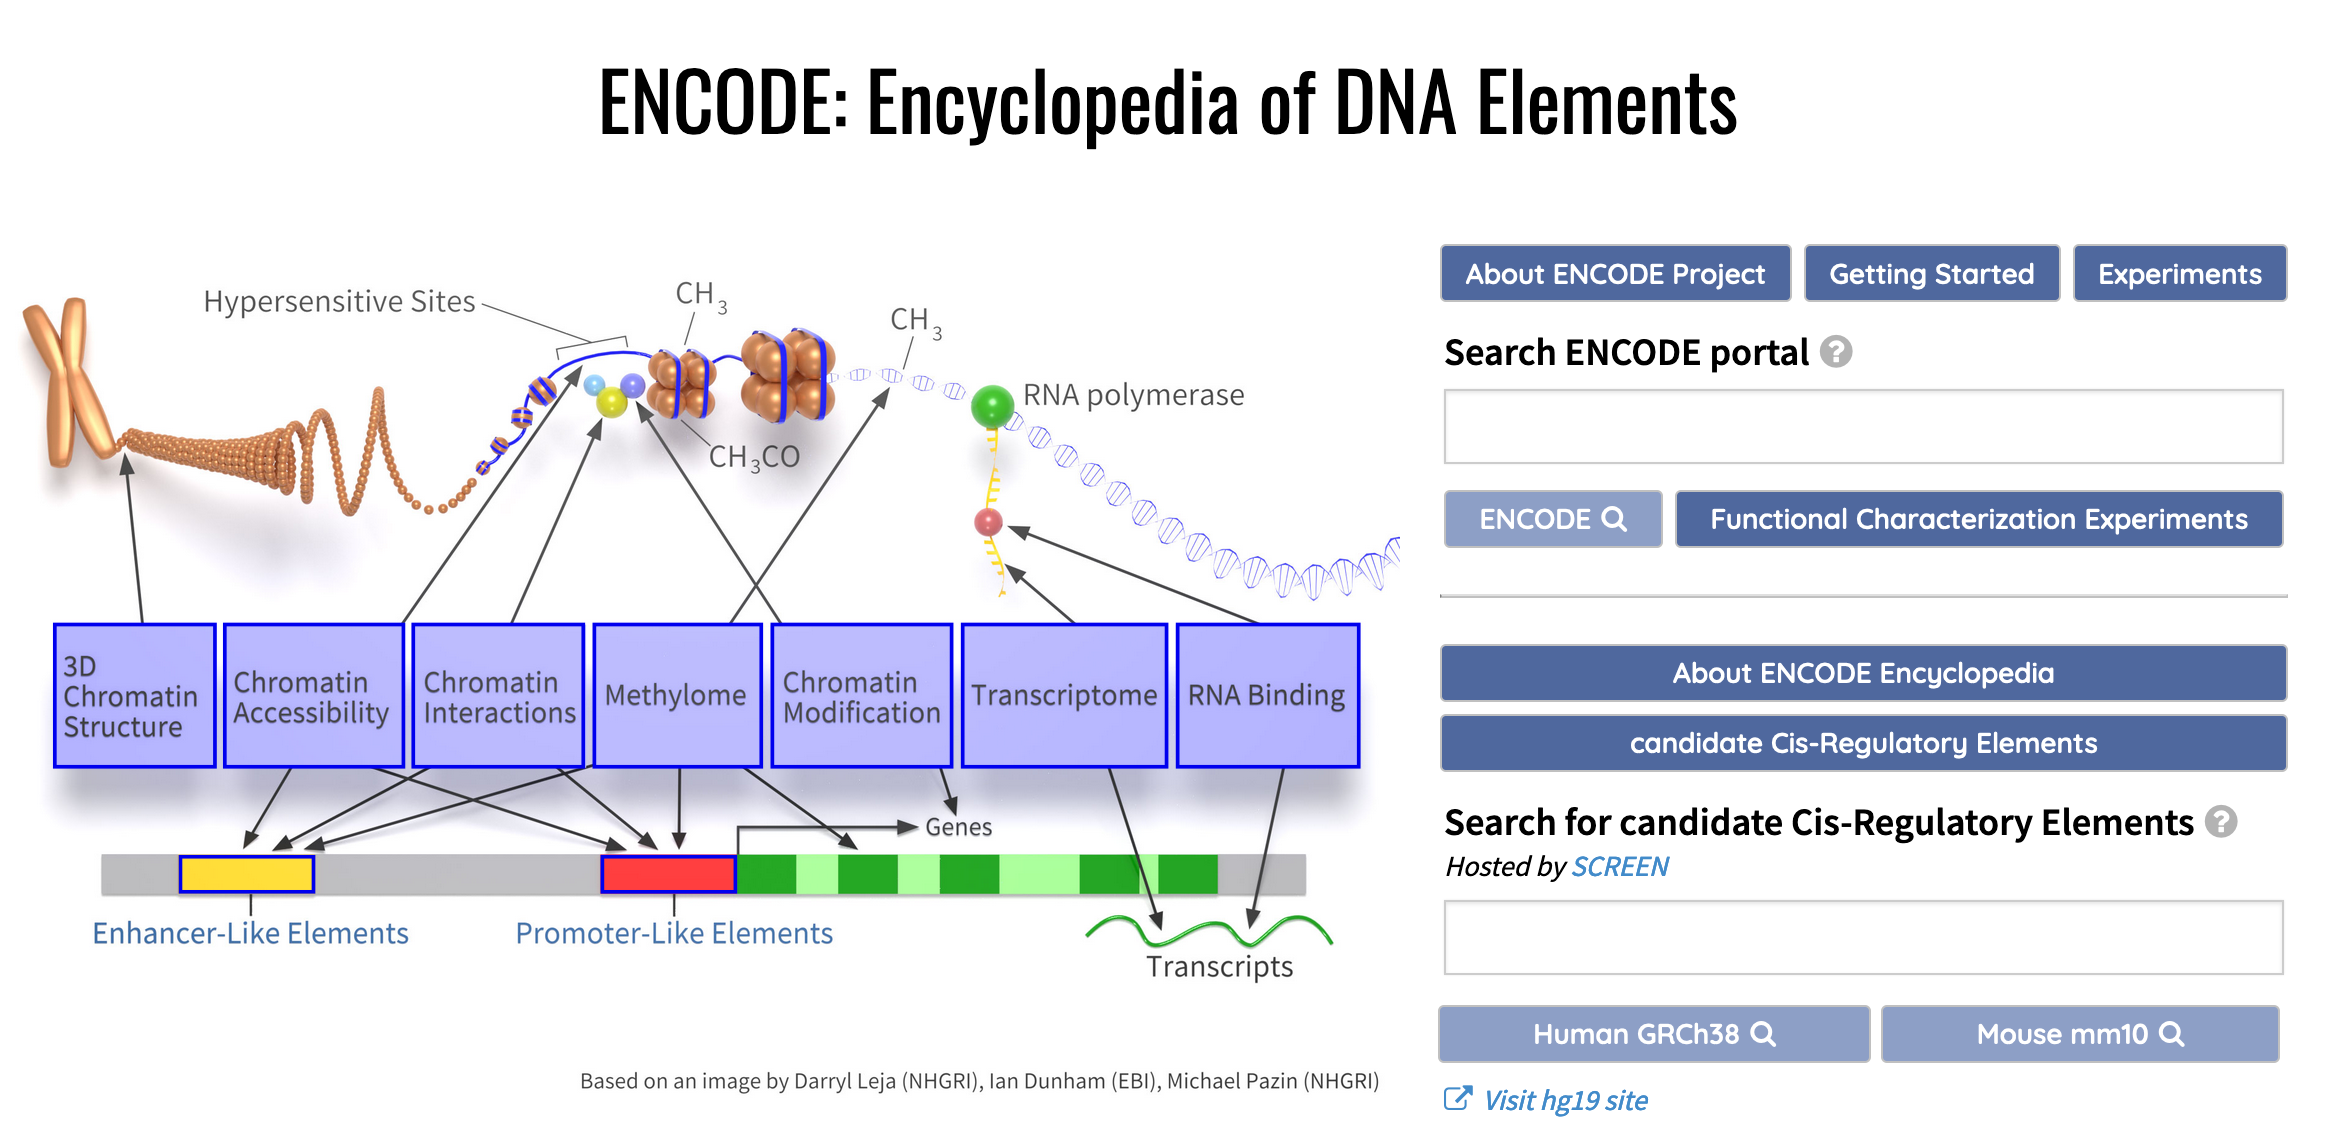 ENCODE: Encyclopedia of DNA Elements
Hypersensitive Sites
CH3
CH3
RNA polymerase
CH3CO
3D
Chromatin
Structure
Chromatin
Accessibility
Chromatin
Interactions
Methylome
Chromatin
Modification
Transcriptome
RNA Binding
Genes
Enhancer-Like Elements
Promoter-Like Elements
Transcripts
Based on an image by Darryl Leja (NHGRI), Ian Dunham (EBI), Michael Pazin (NHGRI)
About ENCODE Project
Getting Started
Experiments
Search ENCODE portal ?
ENCODE
Functional Characterization Experiments
About ENCODE Encyclopedia
candidate Cis-Regulatory Elements
Search for candidate Cis-Regulatory Elements ?
Hosted by SCREEN
Human GRCh38
Mouse mm10
Visit hg19 site